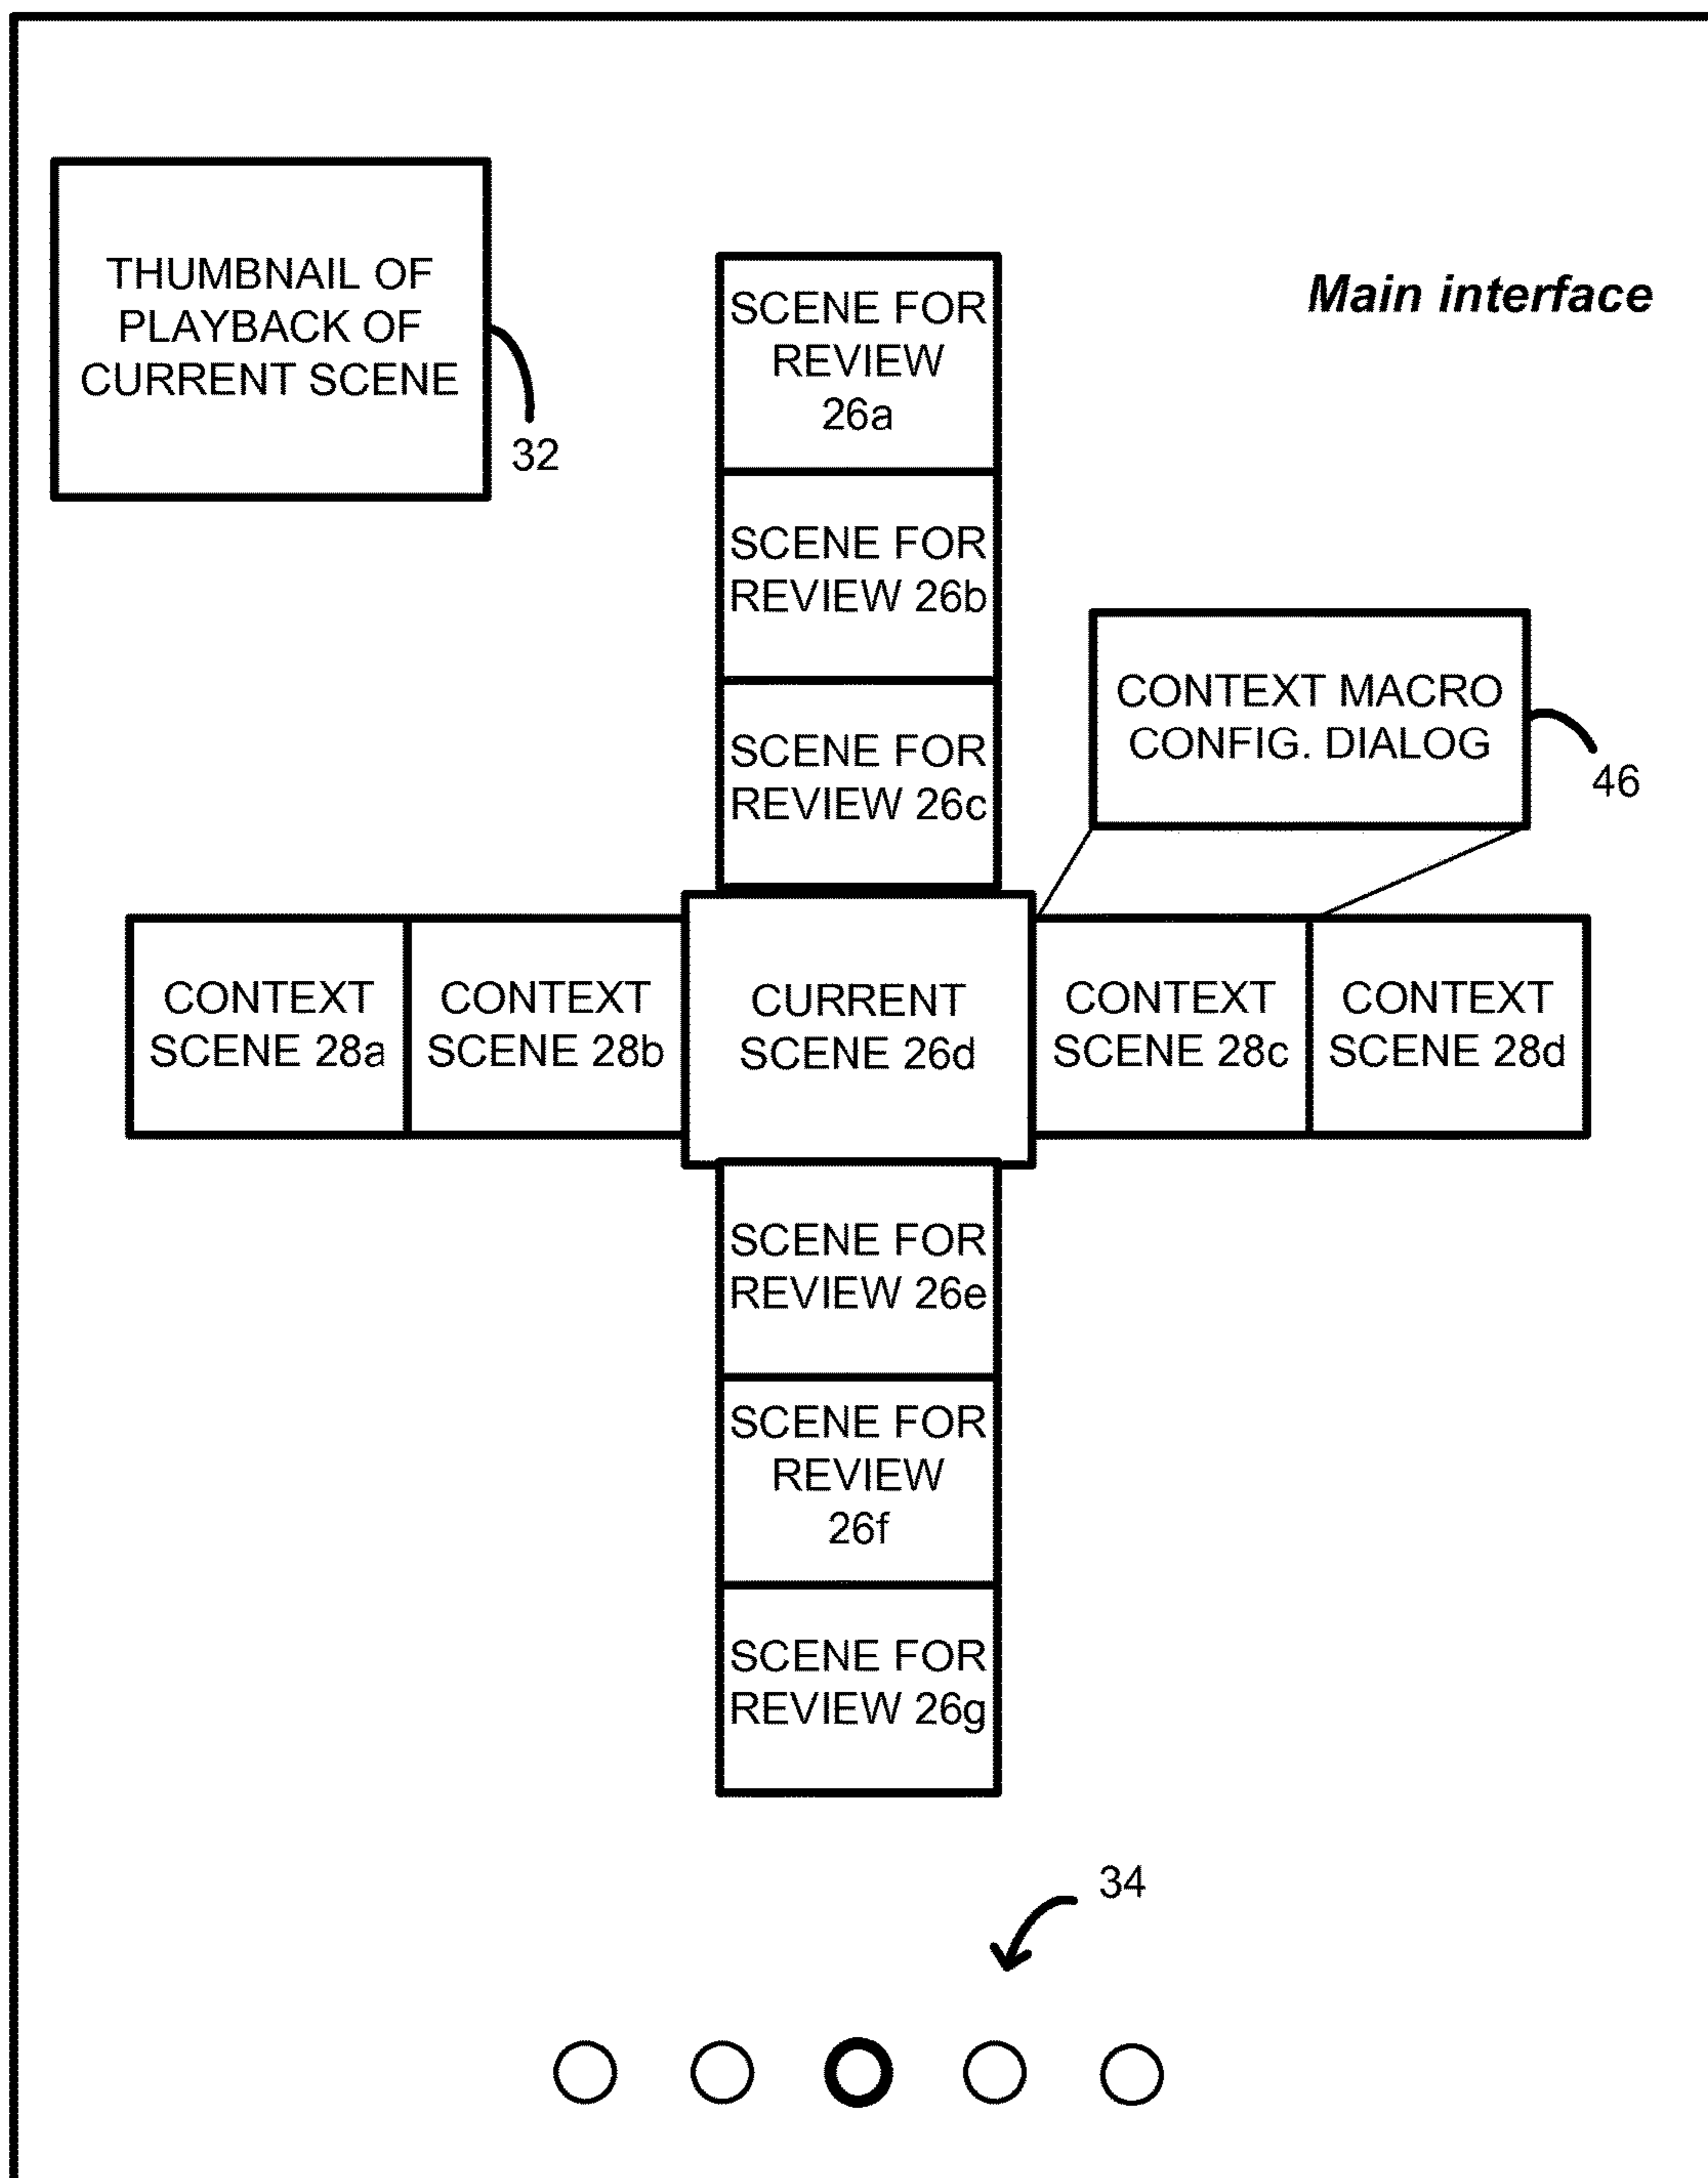 THUMBNAIL OF
PLAYBACK OF
CURRENT SCENE
32
Main interface
SCENE FOR
REVIEW
26a
SCENE FOR
REVIEW 26b
SCENE FOR
REVIEW 26c
CONTEXT MACRO
CONFIG. DIALOG
46
CONTEXT
SCENE 28a
CONTEXT
SCENE 28b
CURRENT
SCENE 26d
CONTEXT
SCENE 28c
CONTEXT
SCENE 28d
SCENE FOR
REVIEW 26e
SCENE FOR
REVIEW
26f
SCENE FOR
REVIEW 26g
34